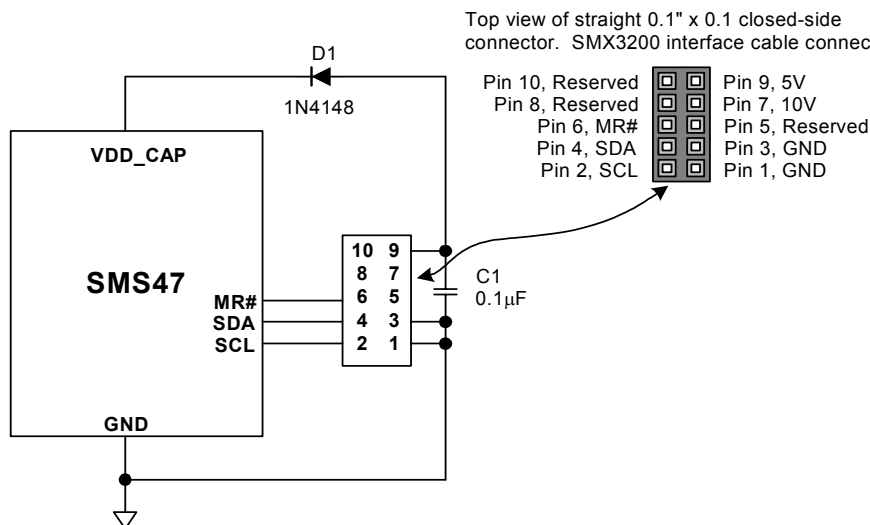 Top view of straight 0.1" x 0.1 closed-side
connector. SMX3200 interface cable connec
D1
1N4148
Pin 10, Reserved
Pin 9, 5V
Pin 8, Reserved
Pin 7, 10V
Pin 6, MR#
Pin 5, Reserved
Pin 4, SDA
Pin 3, GND
Pin 2, SCL
Pin 1, GND
VDD_CAP
SMS47
MR#
SDA
SCL
GND
10 9
8 7
6 5
4 3
2 1
C1
0.1µF